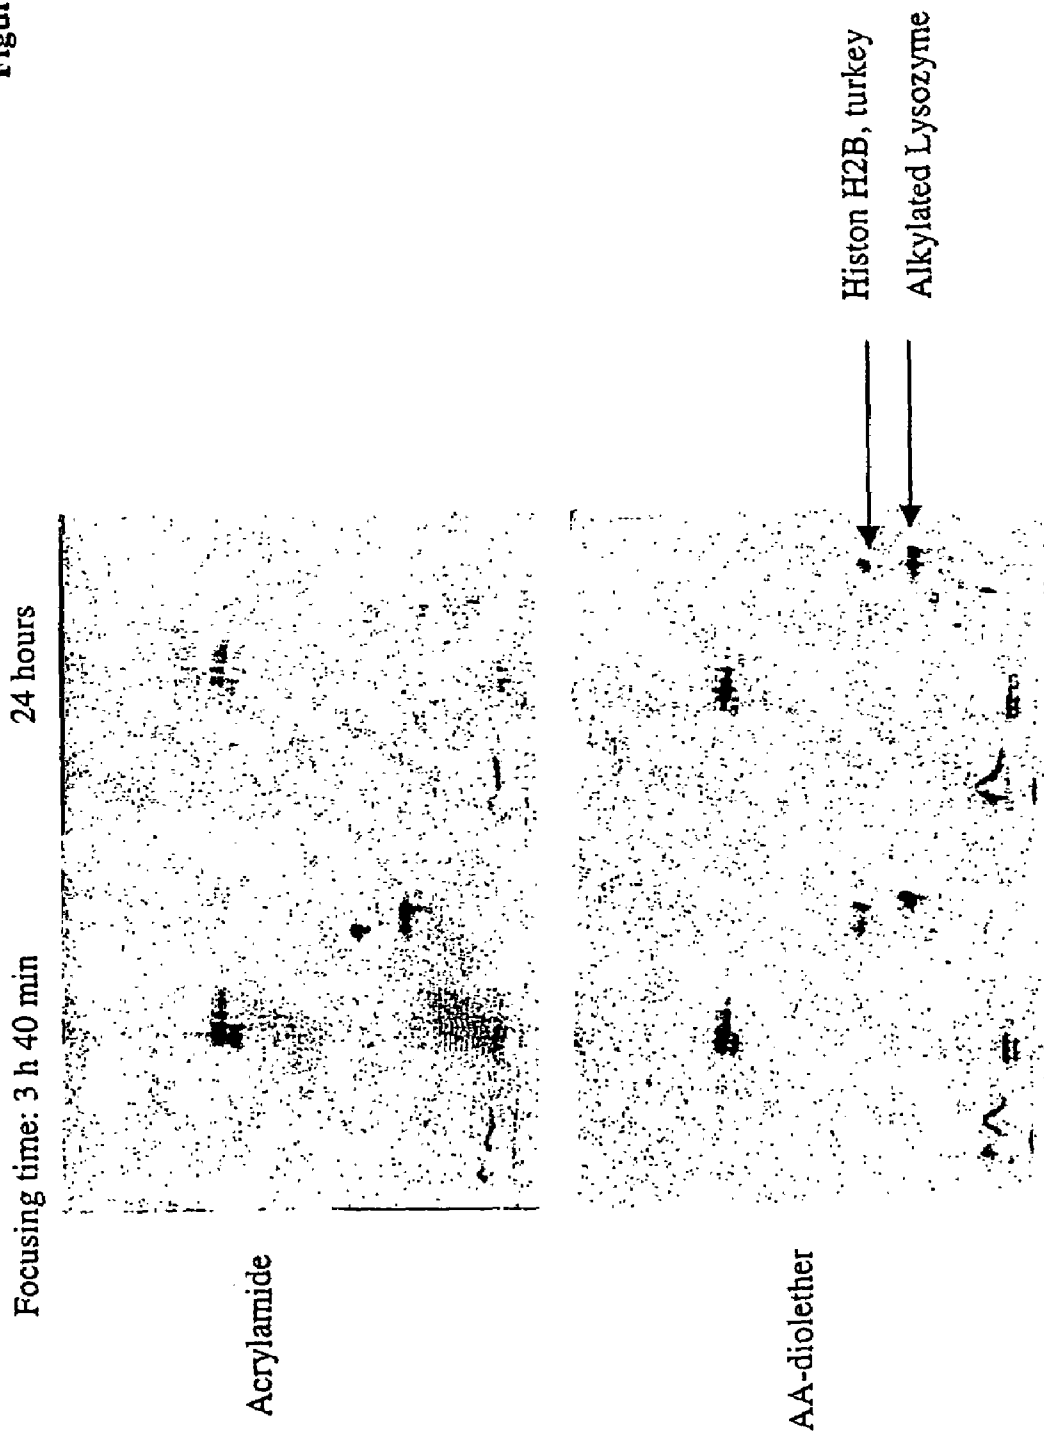 Focusing time: 3 h 40 min
24 hours
Acrylamide
AA-diolether
Histon H2B, turkey
Alkylated Lysozyme